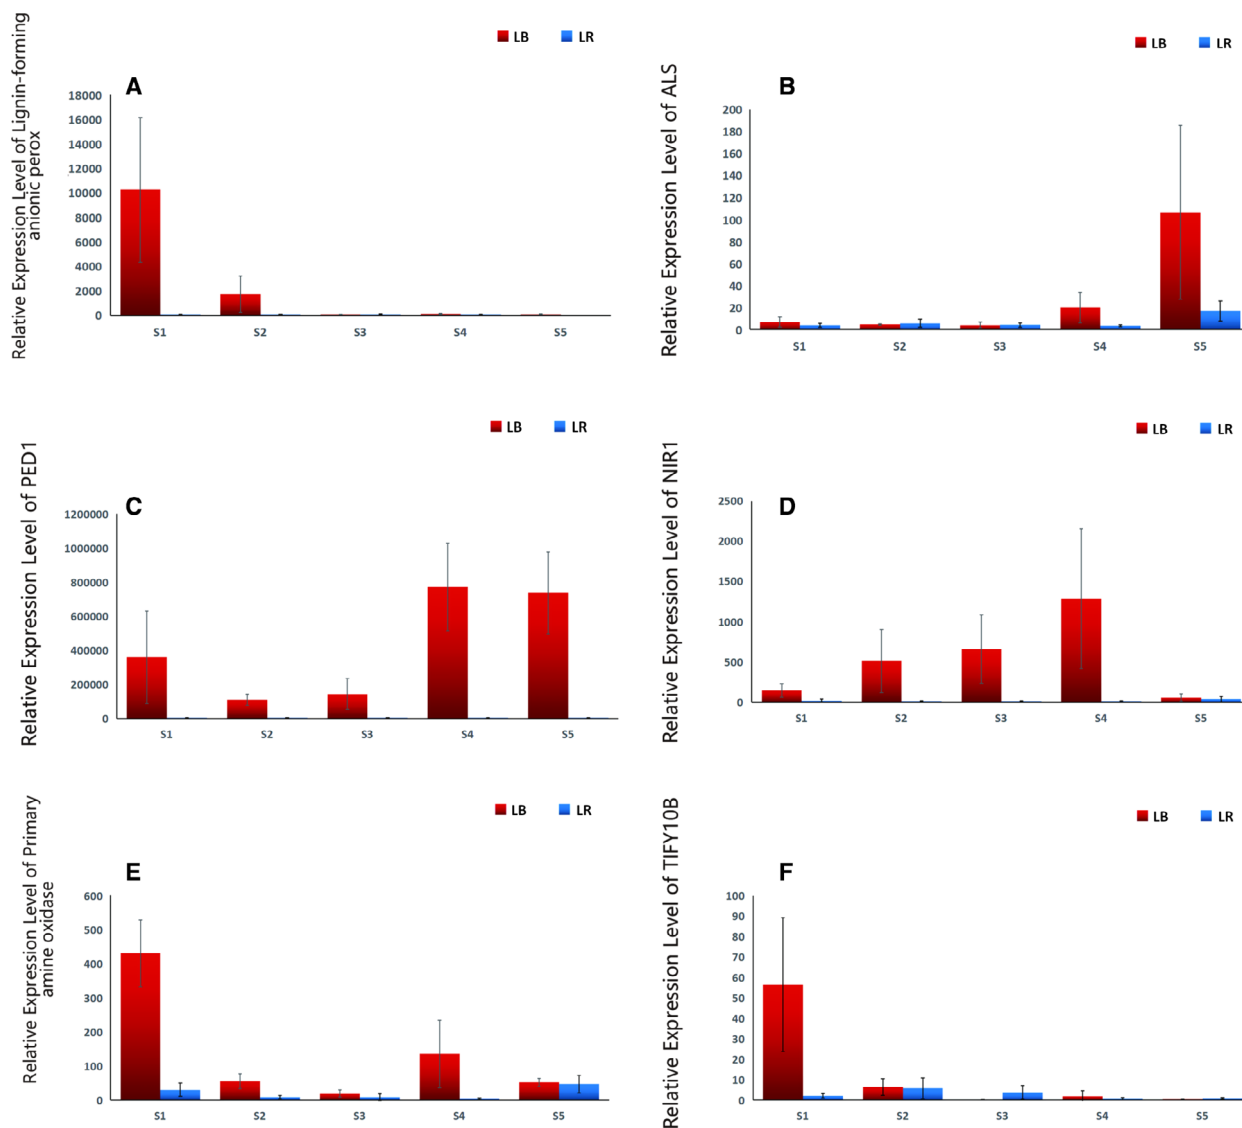 LB LR
A
Relative Expression Level of Lignin-forming
anionic perox
18000
16000
14000
12000
10000
8000
6000
4000
2000
0
S1 S2 S3 S4 S5
LB LR
B
Relative Expression Level of ALS
200
180
160
140
120
100
80
60
40
20
0
S1 S2 S3 S4 S5
LB LR
C
Relative Expression Level of PED1
1200000
1000000
800000
600000
400000
200000
0
S1 S2 S3 S4 S5
LB LR
D
Relative Expression Level of NIR1
2500
2000
1500
1000
500
0
S1 S2 S3 S4 S5
LB LR
E
Relative Expression Level of Primary
amine oxidase
600
500
400
300
200
100
0
S1 S2 S3 S4 S5
LB LR
F
Relative Expression Level of TIFY10B
100
90
80
70
60
50
40
30
20
10
0
S1 S2 S3 S4 S5